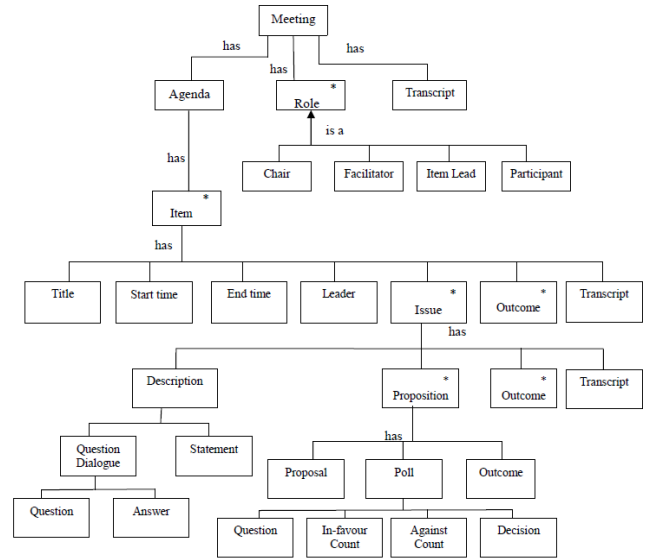 Meeting
has
has
has
Agenda
*
Role
Transcript
is a
has
Chair
Facilitator
Item Lead
Participant
*
Item
has
Title
Start time
End time
Leader
*
Issue
*
Outcome
Transcript
has
Description
*
Proposition
*
Outcome
Transcript
has
Question
Dialogue
Statement
Proposal
Poll
Outcome
Question
Answer
Question
In-favour
Count
Against
Count
Decision